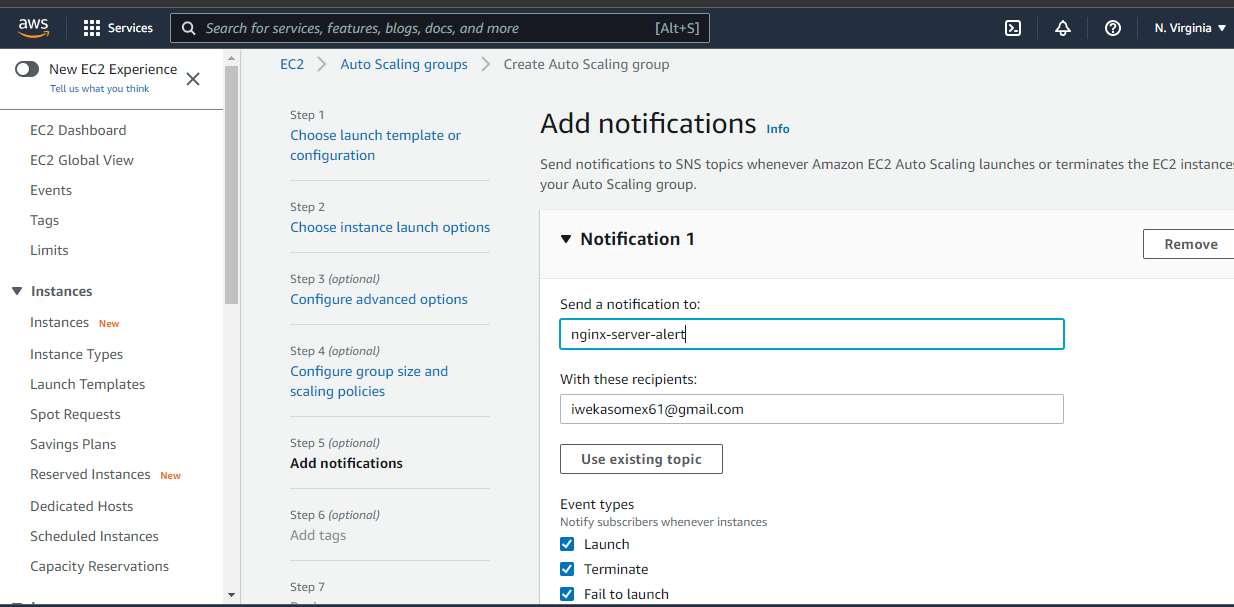 aws
Services
Search for services, features, blogs, docs, and more
[Alt+S]
N. Virginia
New EC2 Experience
Tell us what you think
EC2 Dashboard
EC2 Global View
Events
Tags
Limits
Instances
Instances New
Instance Types
Launch Templates
Spot Requests
Savings Plans
Reserved Instances New
Dedicated Hosts
Scheduled Instances
Capacity Reservations
EC2 > Auto Scaling groups > Create Auto Scaling group
Step 1
Choose launch template or
configuration
Step 2
Choose instance launch options
Step 3 (optional)
Configure advanced options
Step 4 (optional)
Configure group size and
scaling policies
Step 5 (optional)
Add notifications
Step 6 (optional)
Add tags
Step 7
Add notifications Info
Send notifications to SNS topics whenever Amazon EC2 Auto Scaling launches or terminates the EC2 instances
your Auto Scaling group.
Notification 1
Remove
Send a notification to:
nginx-server-alert
With these recipients:
iwekasomex61@gmail.com
Use existing topic
Event types
Notify subscribers whenever instances
Launch
Terminate
Fail to launch